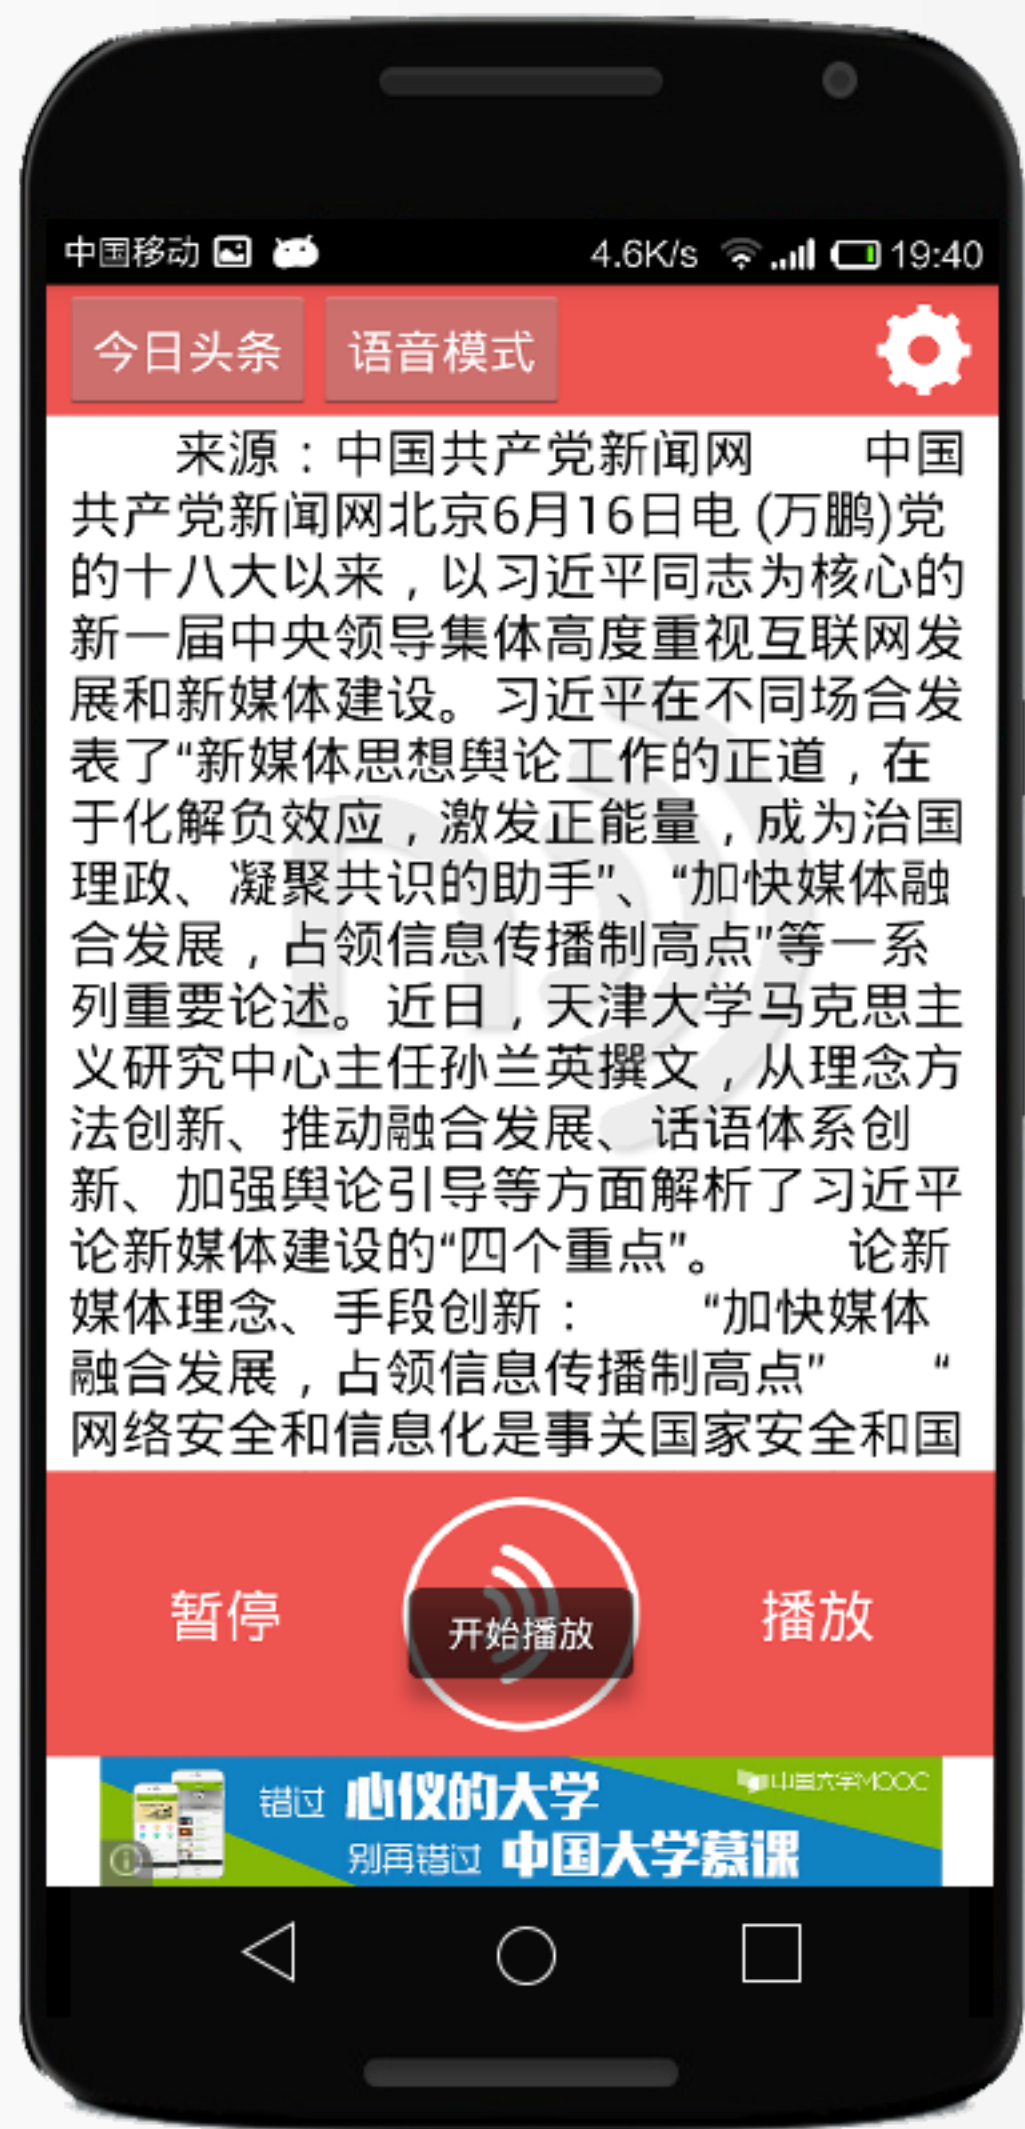 中国移动 4.6K/s 19:40
今日头条 语音模式
来源：中国共产党新闻网 中国
共产党新闻网北京6月16日电 (万鹏)党
的十八大以来，以习近平同志为核心的
新一届中央领导集体高度重视互联网发
展和新媒体建设。习近平在不同场合发
表了“新媒体思想舆论工作的正道，在
于化解负效应，激发正能量，成为治国
理政、凝聚共识的助手”、“加快媒体融
合发展，占领信息传播制高点”等一系
列重要论述。近日，天津大学马克思主
义研究中心主任孙兰英撰文，从理念方
法创新、推动融合发展、话语体系创
新、加强舆论引导等方面解析了习近平
论新媒体建设的“四个重点”。 论新
媒体理念、手段创新： “加快媒体
融合发展，占领信息传播制高点” “
网络安全和信息化是事关国家安全和国
暂停 开始播放 播放
中国大学MOOC
错过 心仪的大学
别再错过 中国大学慕课